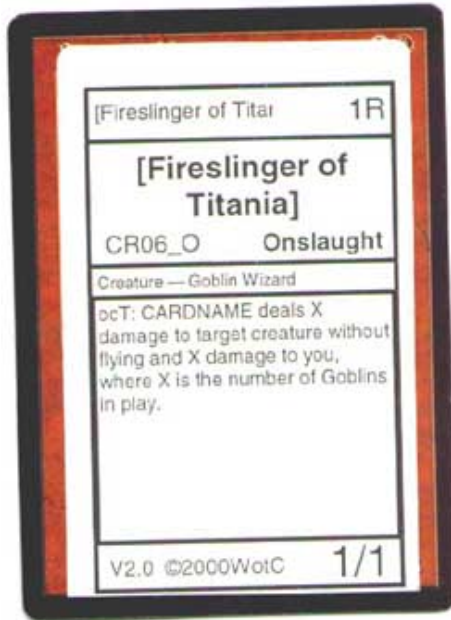 [Fireslinger of Titar 1R
[Fireslinger of
Titania]
CR06_O Onslaught
Creature — Goblin Wizard
ocT: CARDNAME deals X
damage to target creature without
flying and X damage to you,
where X is the number of Goblins
in play.
V2.0 ©2000WotC 1/1